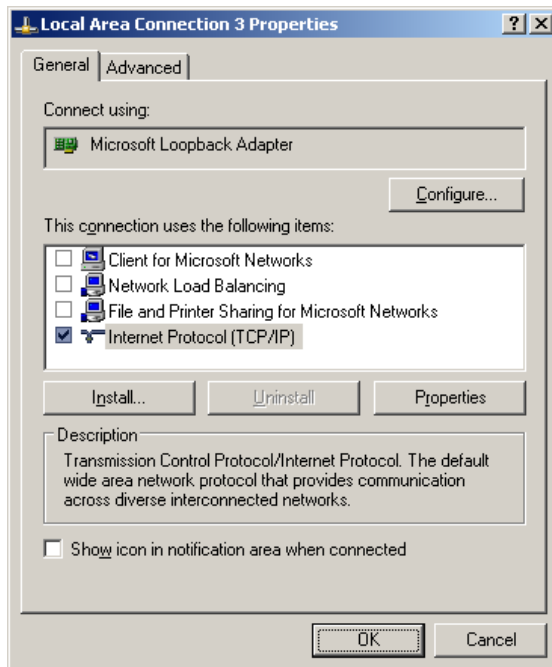 Local Area Connection 3 Properties
General
Advanced
Connect using:
Microsoft Loopback Adapter
Configure...
This connection uses the following items:
Client for Microsoft Networks
Network Load Balancing
File and Printer Sharing for Microsoft Networks
Internet Protocol (TCP/IP)
Install...
Uninstall
Properties
Description
Transmission Control Protocol/Internet Protocol. The default
wide area network protocol that provides communication
across diverse interconnected networks.
Show icon in notification area when connected
OK
Cancel